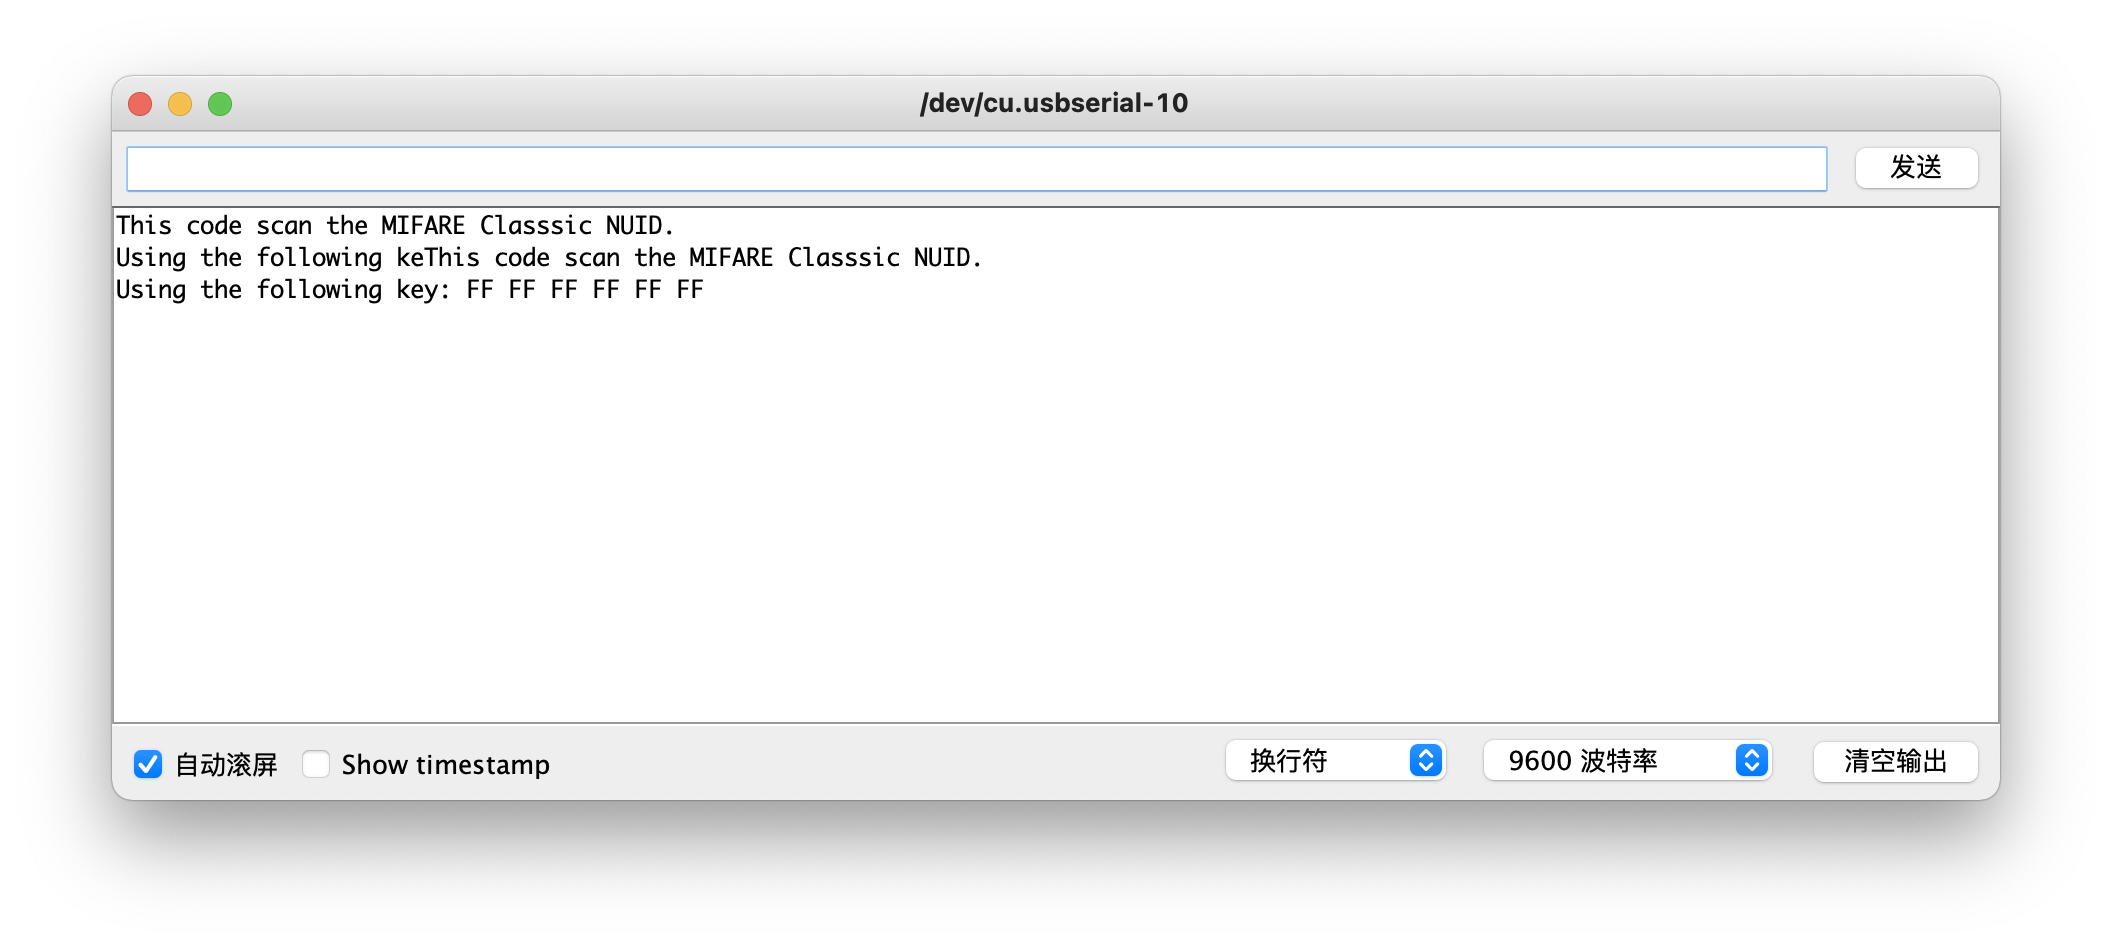 /dev/cu.usbserial-10
发送
This code scan the MIFARE Classsic NUID.
Using the following keThis code scan the MIFARE Classsic NUID.
Using the following key: FF FF FF FF FF FF
自动滚屏 Show timestamp 换行符 9600 波特率 清空输出